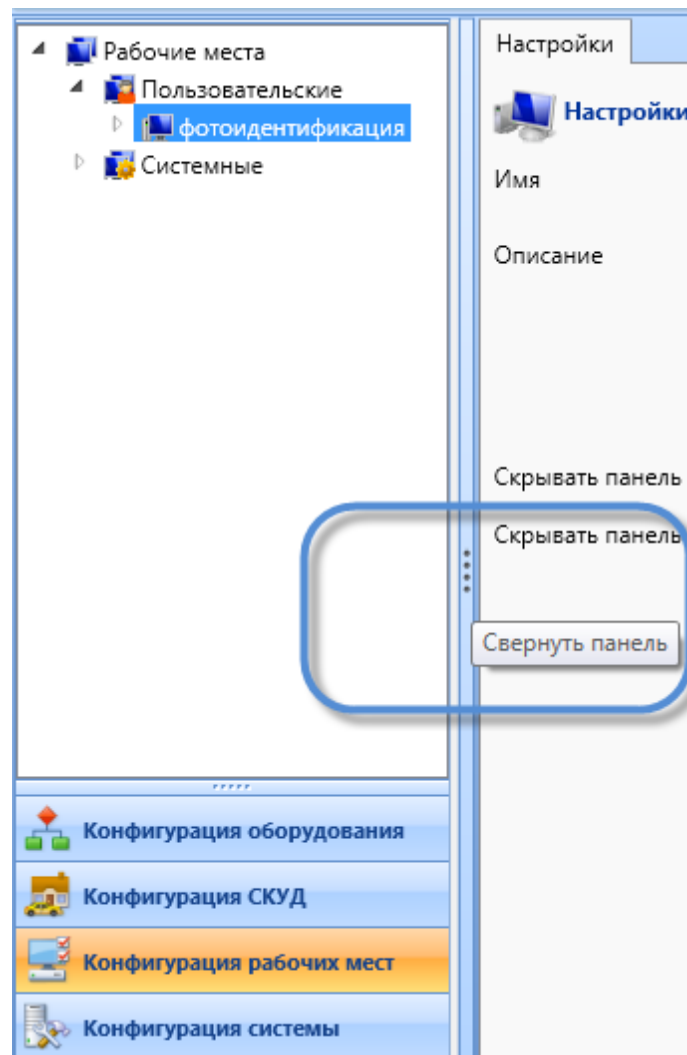 Рабочие места
Пользовательские
фотоидентификация
Системные
Конфигурация оборудования
Конфигурация СКУД
Конфигурация рабочих мест
Конфигурация системы
Настройки
Настройки
Имя
Описание
Скрывать панель
Скрывать панель
Свернуть панель